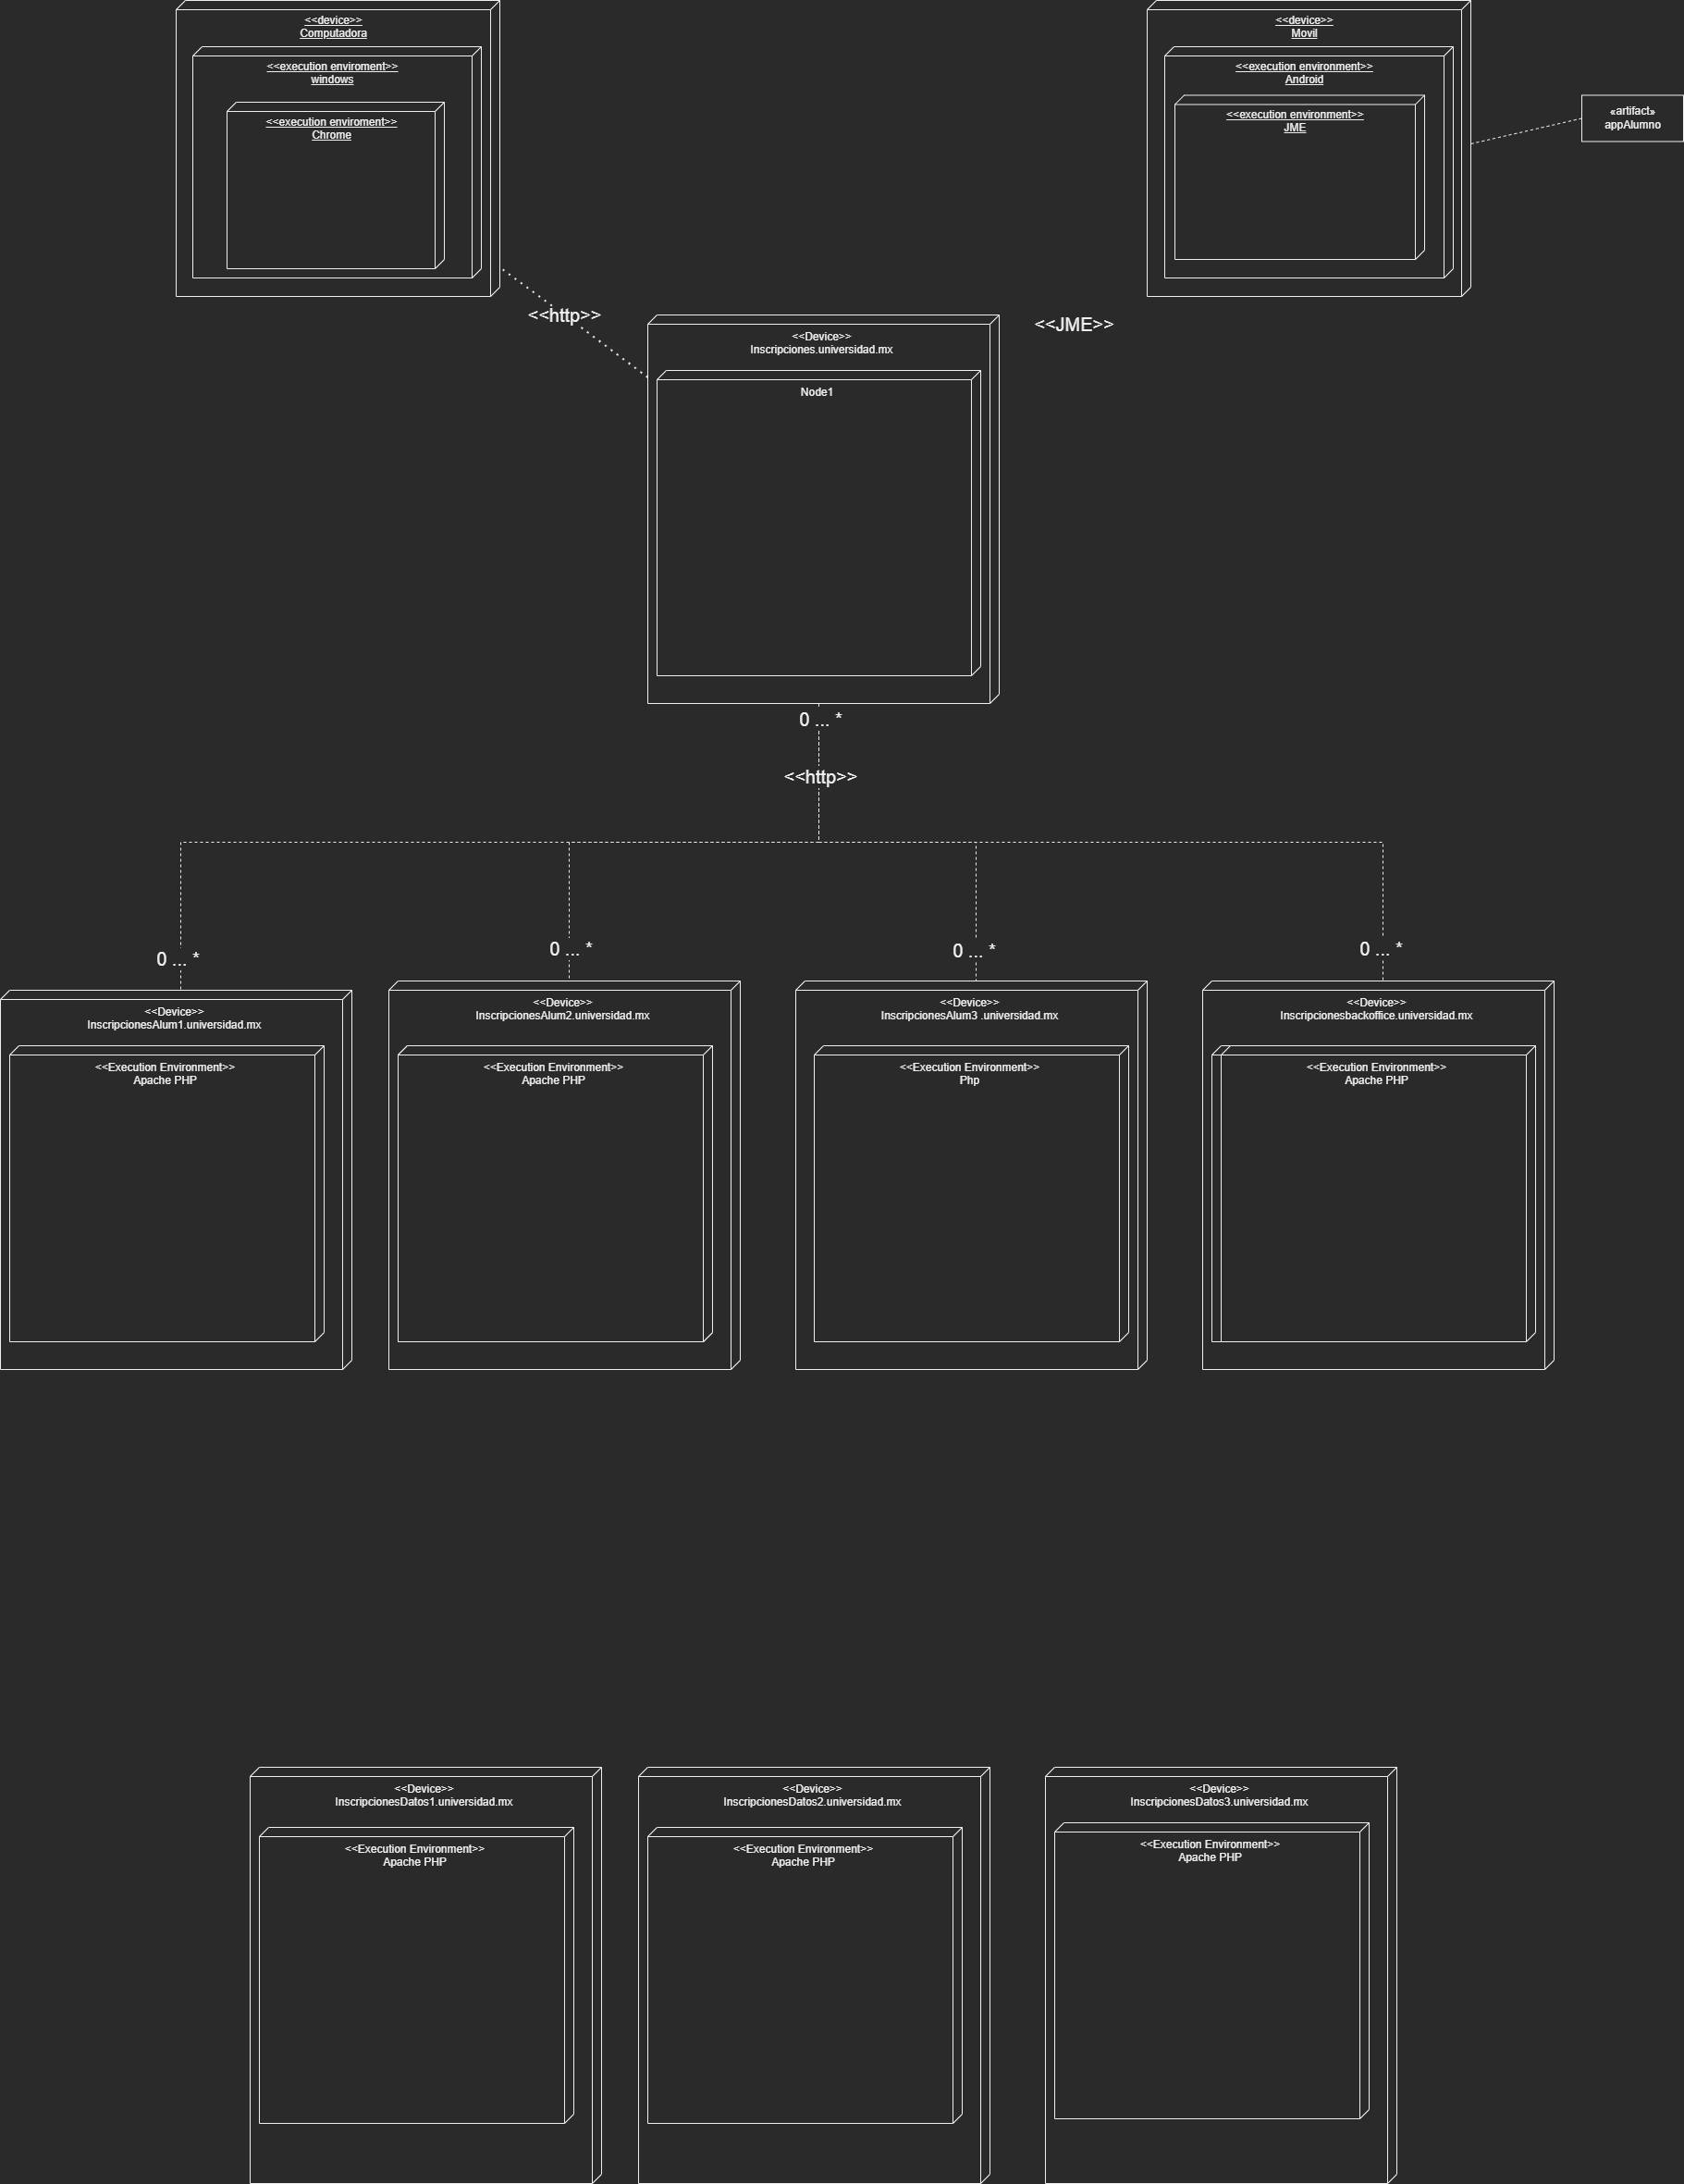 <<device>>
Computadora
<<execution enviroment>>
windows
<<execution enviroment>>
Chrome
<<device>>
Movil
<<execution environment>>
Android
<<execution environment>>
JME
«artifact»
appAlumno
<<http>>
<<JME>>
<<Device>>
Inscripciones.universidad.mx
Node1
0 ... *
<<http>>
0 ... *
0 ... *
0 ... *
0 ... *
<<Device>>
InscripcionesAlum1.universidad.mx
<<Execution Environment>>
Apache PHP
<<Device>>
InscripcionesAlum2.universidad.mx
<<Execution Environment>>
Apache PHP
<<Device>>
InscripcionesAlum3 .universidad.mx
<<Execution Environment>>
Php
<<Device>>
Inscripcionesbackoffice.universidad.mx
<<Execution Environment>>
Apache PHP
<<Device>>
InscripcionesDatos1.universidad.mx
<<Execution Environment>>
Apache PHP
<<Device>>
InscripcionesDatos2.universidad.mx
<<Execution Environment>>
Apache PHP
<<Device>>
InscripcionesDatos3.universidad.mx
<<Execution Environment>>
Apache PHP